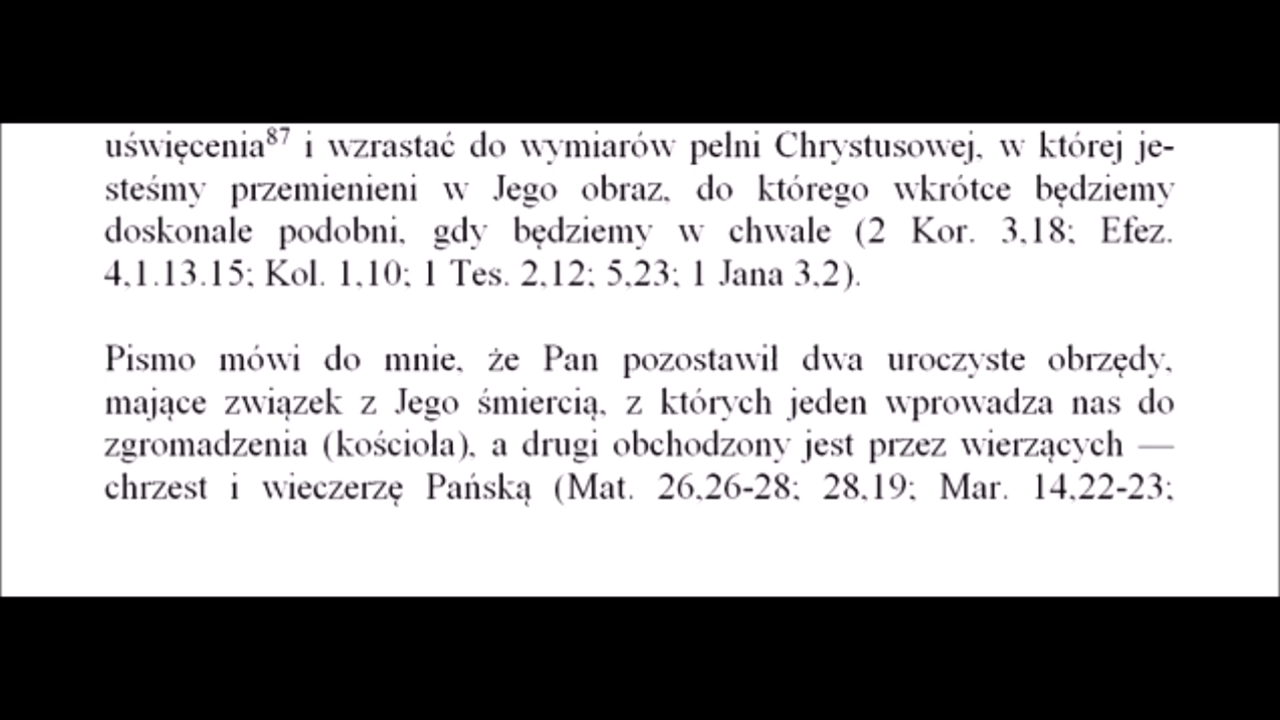 uświęcenia87 i wzrastać do wymiarów pełni Chrystusowej, w której je-
steśmy przemienieni w Jego obraz, do którego wkrótce będziemy
doskonale podobni, gdy będziemy w chwale (2 Kor. 3,18; Efez.
4,1.13.15; Kol. 1,10; 1 Tes. 2,12; 5,23; 1 Jana 3,2).
Pismo mówi do mnie, że Pan pozostawił dwa uroczyste obrzędy,
mające związek z Jego śmiercią, z których jeden wprowadza nas do
zgromadzenia (kościoła), a drugi obchodzony jest przez wierzących —
chrzest i wieczerzę Pańską (Mat. 26,26-28; 28,19; Mar. 14,22-23;